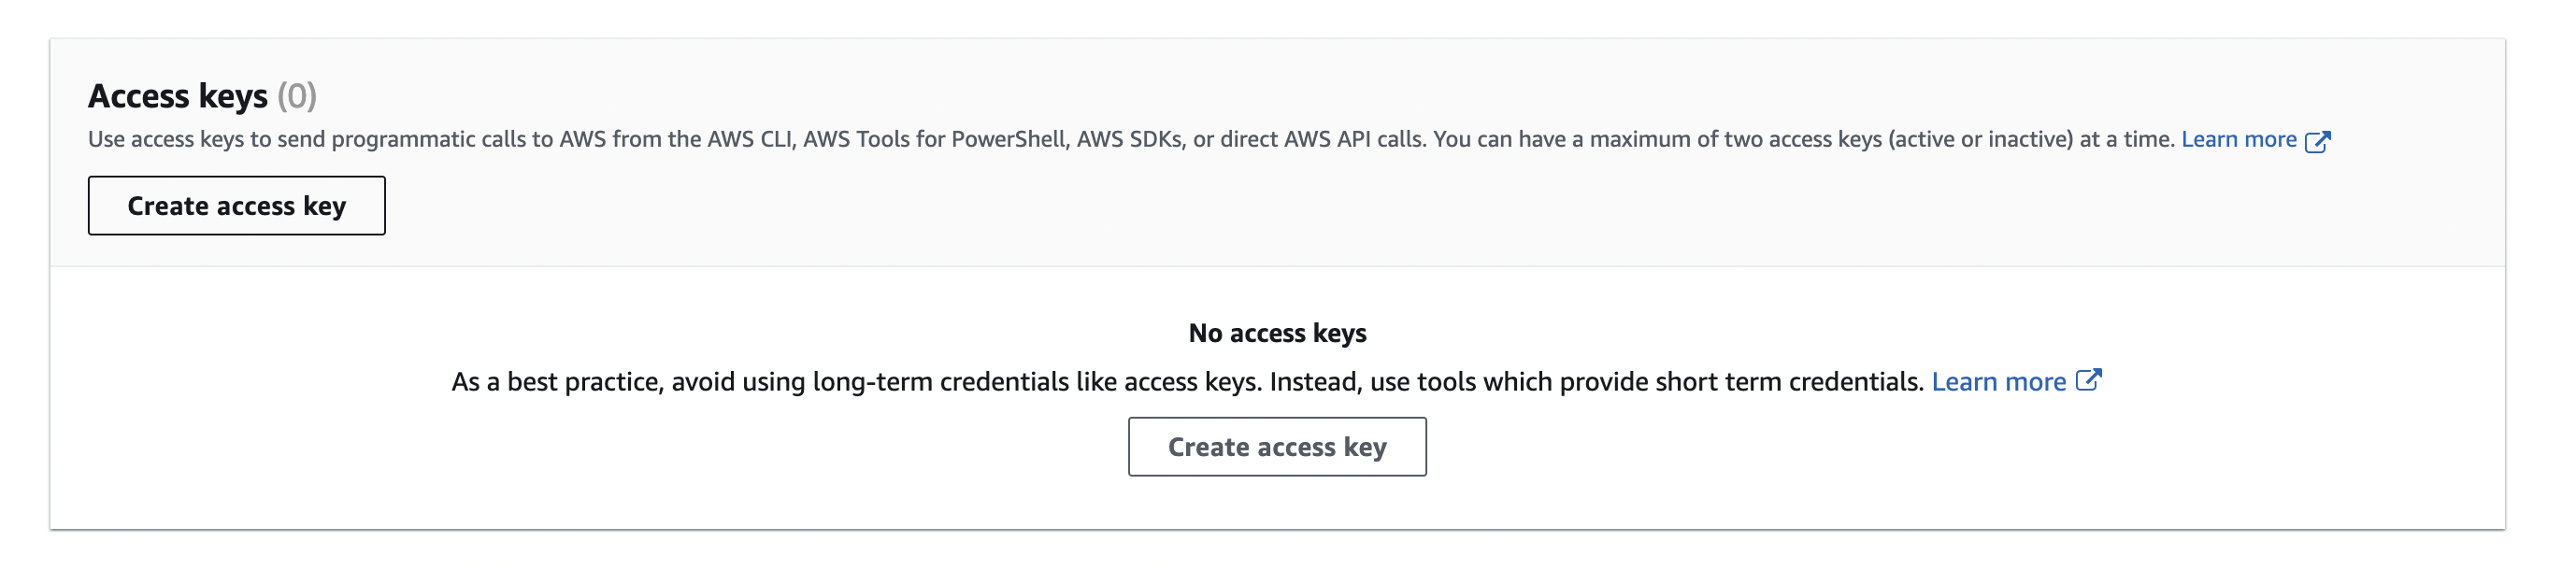 Access keys (0)
Use access keys to send programmatic calls to AWS from the AWS CLI, AWS Tools for PowerShell, AWS SDKs, or direct AWS API calls. You can have a maximum of two access keys (active or inactive) at a time. Learn more
Create access key
No access keys
As a best practice, avoid using long-term credentials like access keys. Instead, use tools which provide short term credentials. Learn more
Create access key